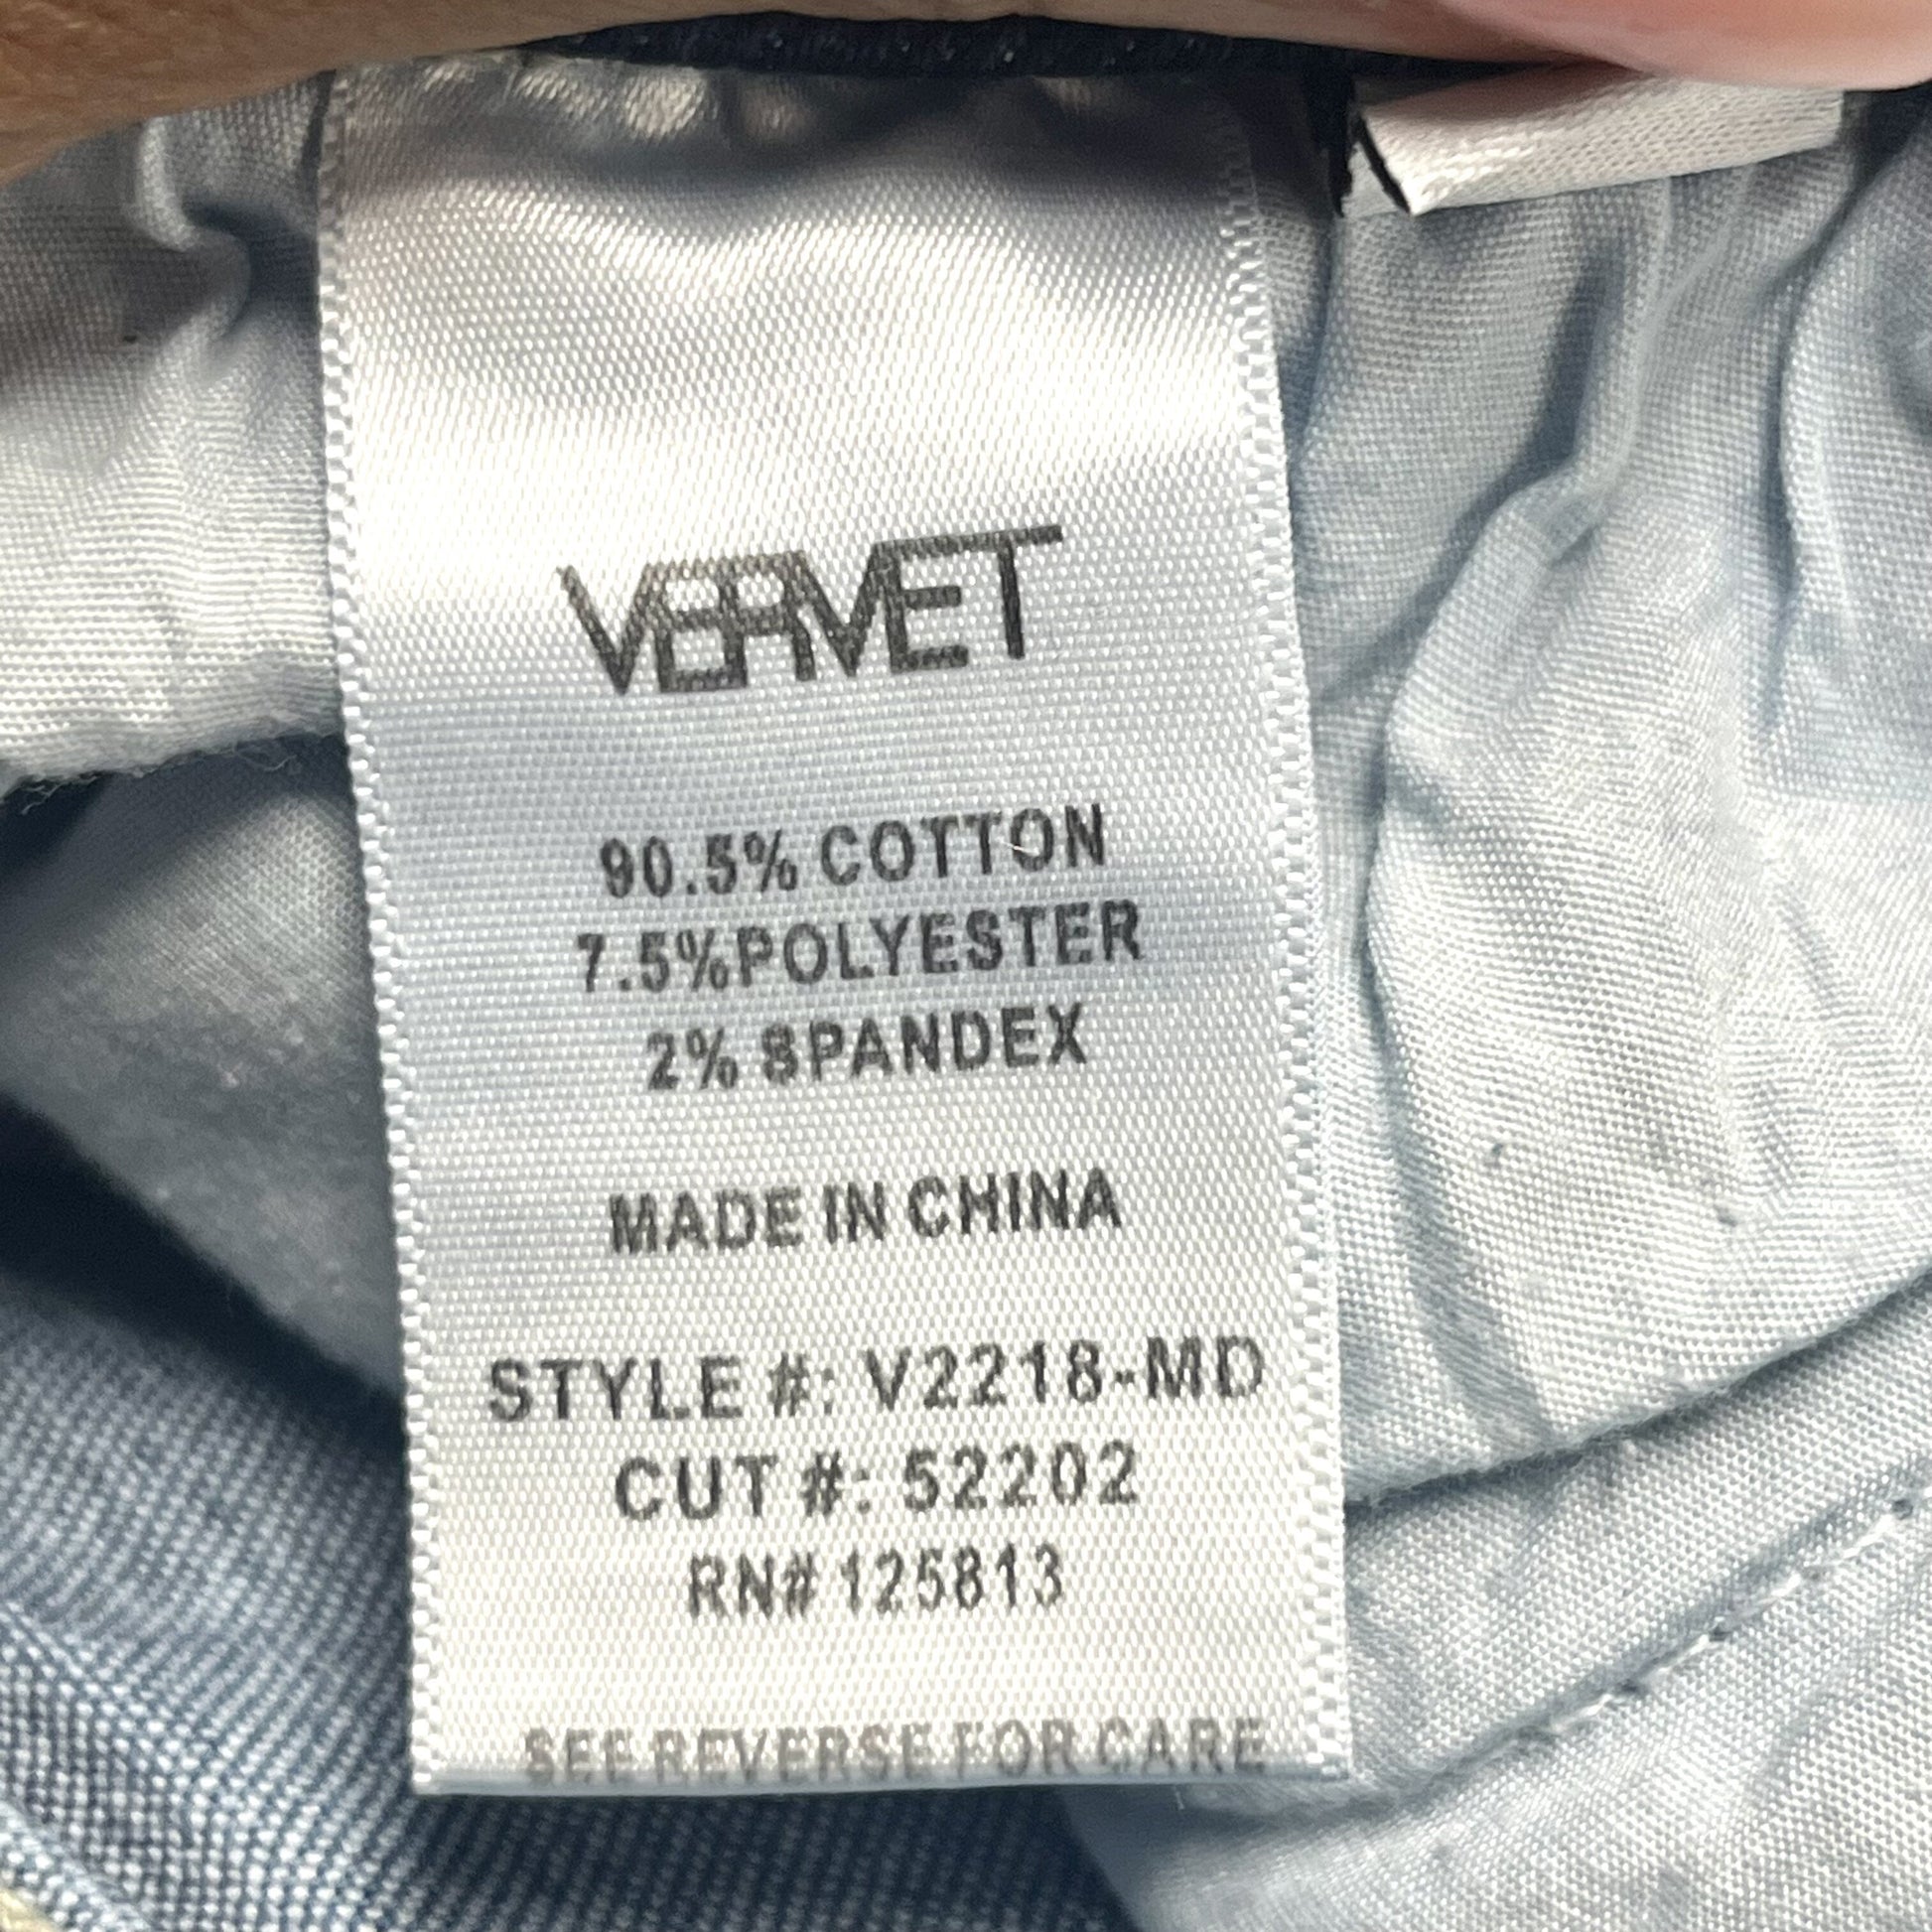 VERVET
90.5% COTTON
7.5%POLYESTER
2% SPANDEX
MADE IN CHINA
STYLE #: V2218-MD
CUT #: 52202
RN# 125813
SEE REVERSE FOR CARE